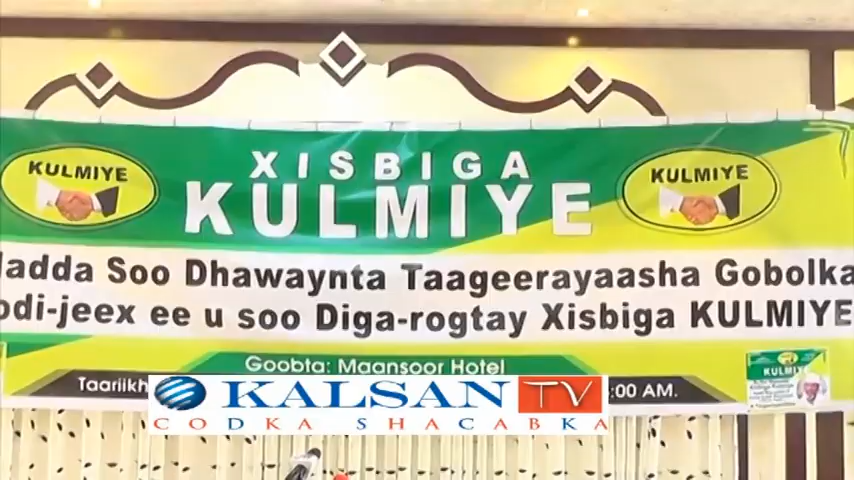 XISBIGA
KULMIYE
KULMIYE
KULMIYE
Soo Dhawaynta Taageerayaasha Gobolka
odi-jeex ee u soo Diga-rogtay Xisbiga KULMIYE
Goobta: Maansoor Hotel
Taariikh
:00 AM.
KULMIYE
KALSAN TV
CODKA SHACABKA